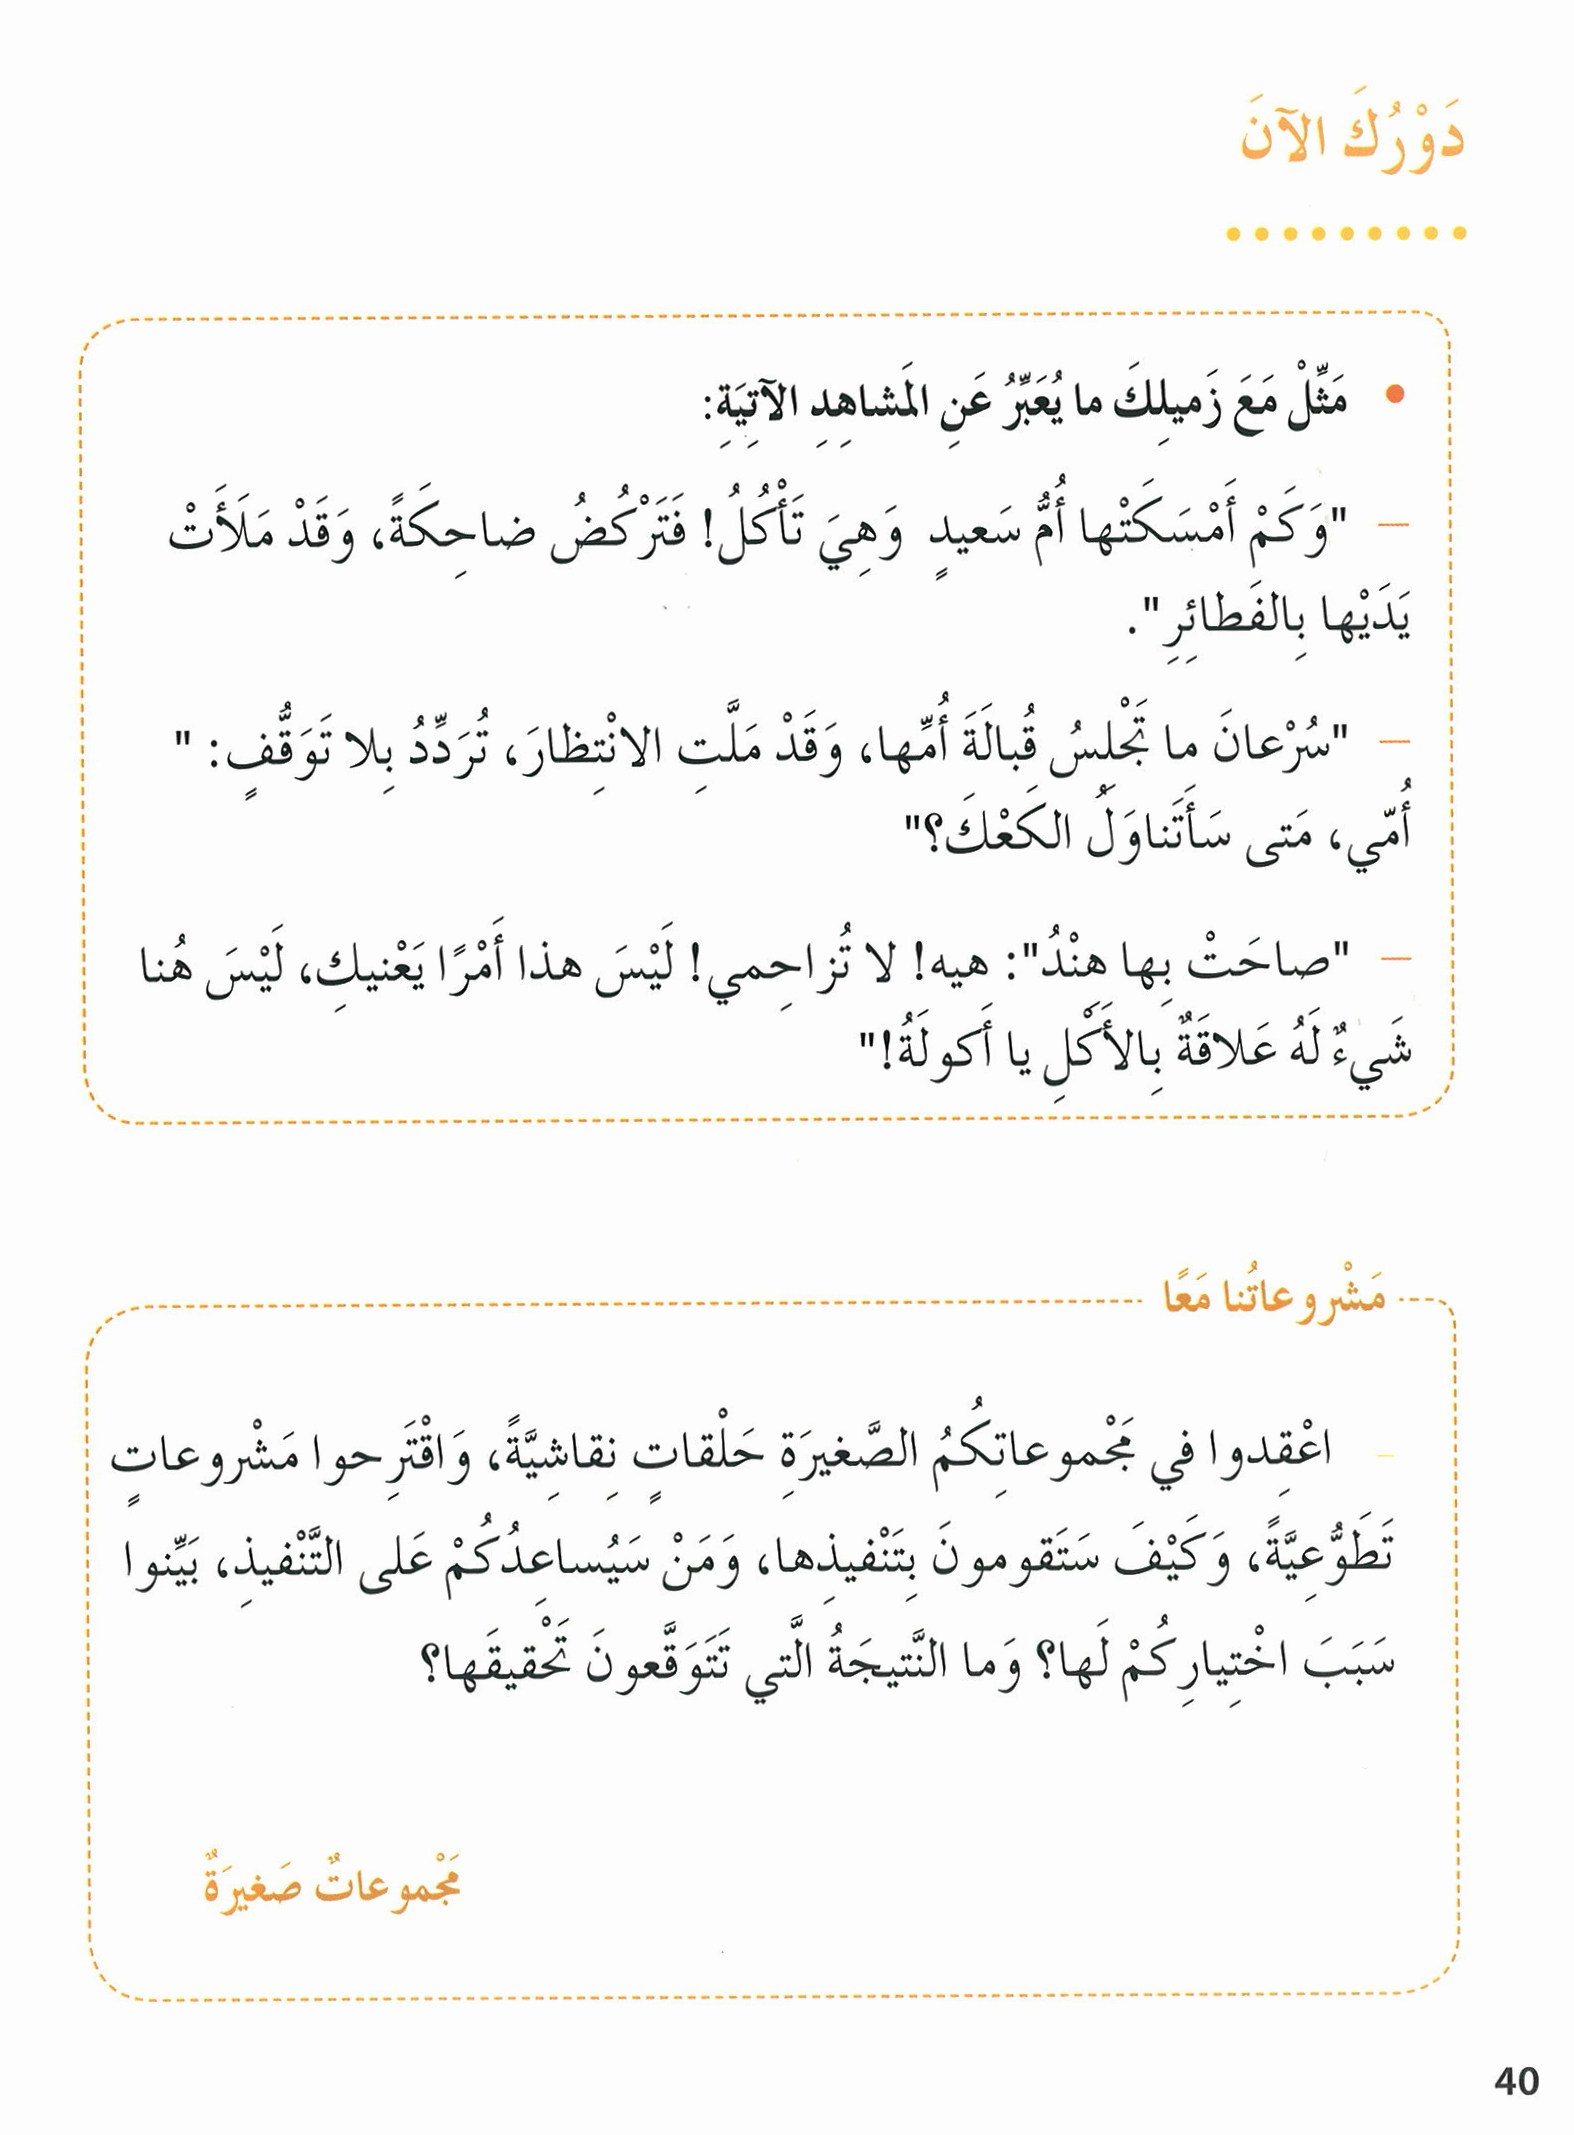 دَوْرُكَ الآنَ
• مَثِّلْ مَعَ زَميلِكَ ما يُعَبِّرُ عَنِ المَشاهِدِ الآتِيَةِ:
– "وَكَمْ أَمْسَكَتْها أُمُّ سَعيدٍ وَهِيَ تَأْكُلُ! فَتَرْكُضُ ضاحِكَةً، وَقَدْ مَلَأَتْ
يَدَيْها بِالفَطائِرِ".
– "سُرْعانَ ما تَجْلِسُ قُبالَةَ أُمِّها، وَقَدْ مَلَّتِ الانْتِظارَ، تُرَدِّدُ بِلا تَوَقُّفٍ: "
أُمّي، مَتى سَأَتَناوَلُ الكَعْكَ؟"
– "صاحَتْ بِها هِنْدُ": هيه! لا تُزاحِمي! لَيْسَ هذا أَمْرًا يَعْنيكِ، لَيْسَ هُنا
شَيءٌ لَهُ عَلاقَةٌ بِالأَكْلِ يا أَكولَةُ!"
مَشْروعاتُنا مَعًا
– اعْقِدوا في مَجْموعاتِكُمُ الصَّغيرَةِ حَلْقاتٍ نِقاشِيَّةً، وَاقْتَرِحوا مَشْروعاتٍ
تَطَوُّعِيَّةً، وَكَيْفَ سَتَقومونَ بِتَنْفيذِها، وَمَنْ سَيُساعِدُكُمْ عَلى التَّنْفيذِ، بَيِّنوا
سَبَبَ اخْتِيارِكُمْ لَها؟ وَما النَّتيجَةُ الَّتي تَتَوَقَّعونَ تَحْقيقَها؟
مَجْموعاتٌ صَغيرَةٌ
40